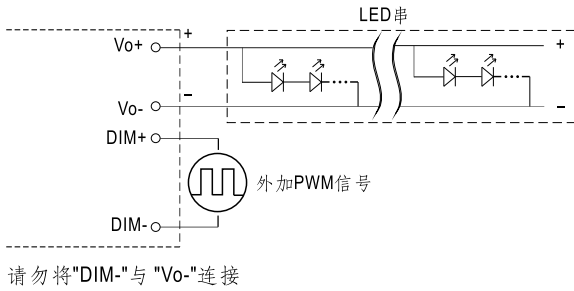 LED串
Vo+
+
+
Vo-
−
−
DIM+
外加PWM信号
DIM-
请勿将"DIM-"与 "Vo-"连接